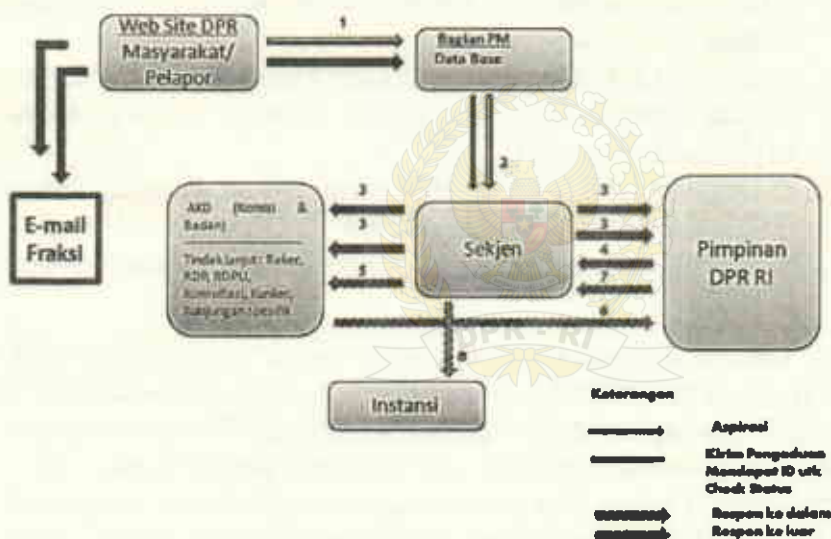 Web Site DPR
Masyarakat/
Pelapor
1
Bagian PM
Data Base
2
E-mail
Fraksi
AKD (Komisi &
Badan)
Tindak lanjut: Raker,
RDP, RDPU,
Konsultasi, Kunker,
Kunjungan
3
3
5
Sekjen
3
3
4
7
6
Pimpinan
DPR RI
DPR - RI
8
Instansi
Keterangan
Aspirasi
Kirim Pengaduan
Mendapat ID utk
Check Status
Respon ke dalam
Respon ke luar